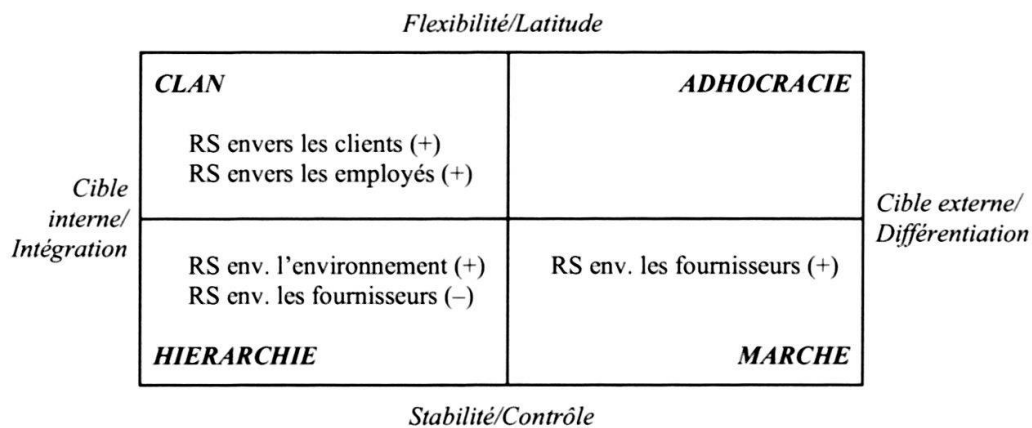 Flexibilité/Latitude
CLAN
ADHOCRACIE
RS envers les clients (+)
RS envers les employés (+)
Cible
interne/
Intégration
Cible externe/
Différentiation
RS env. l'environnement (+)
RS env. les fournisseurs (–)
RS env. les fournisseurs (+)
HIERARCHIE
MARCHE
Stabilité/Contrôle